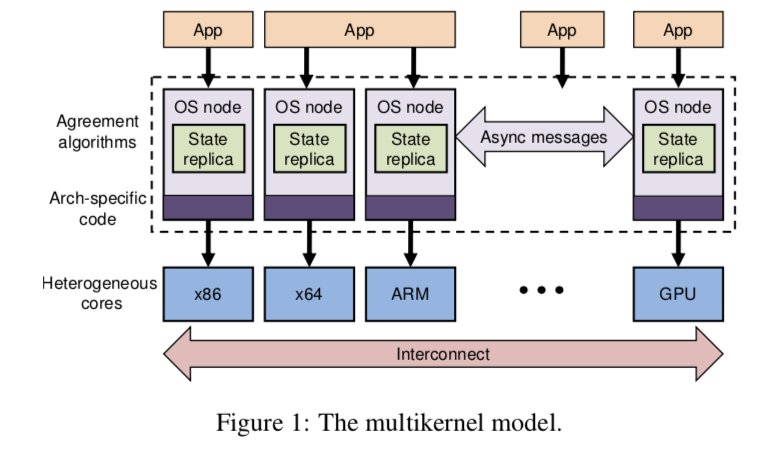 App
App
App
App
Agreement
algorithms
OS node
State
replica
OS node
State
replica
OS node
State
replica
Async messages
OS node
State
replica
Arch-specific
code
Heterogeneous
cores
x86
x64
ARM
•••
GPU
Interconnect
Figure 1: The multikernel model.